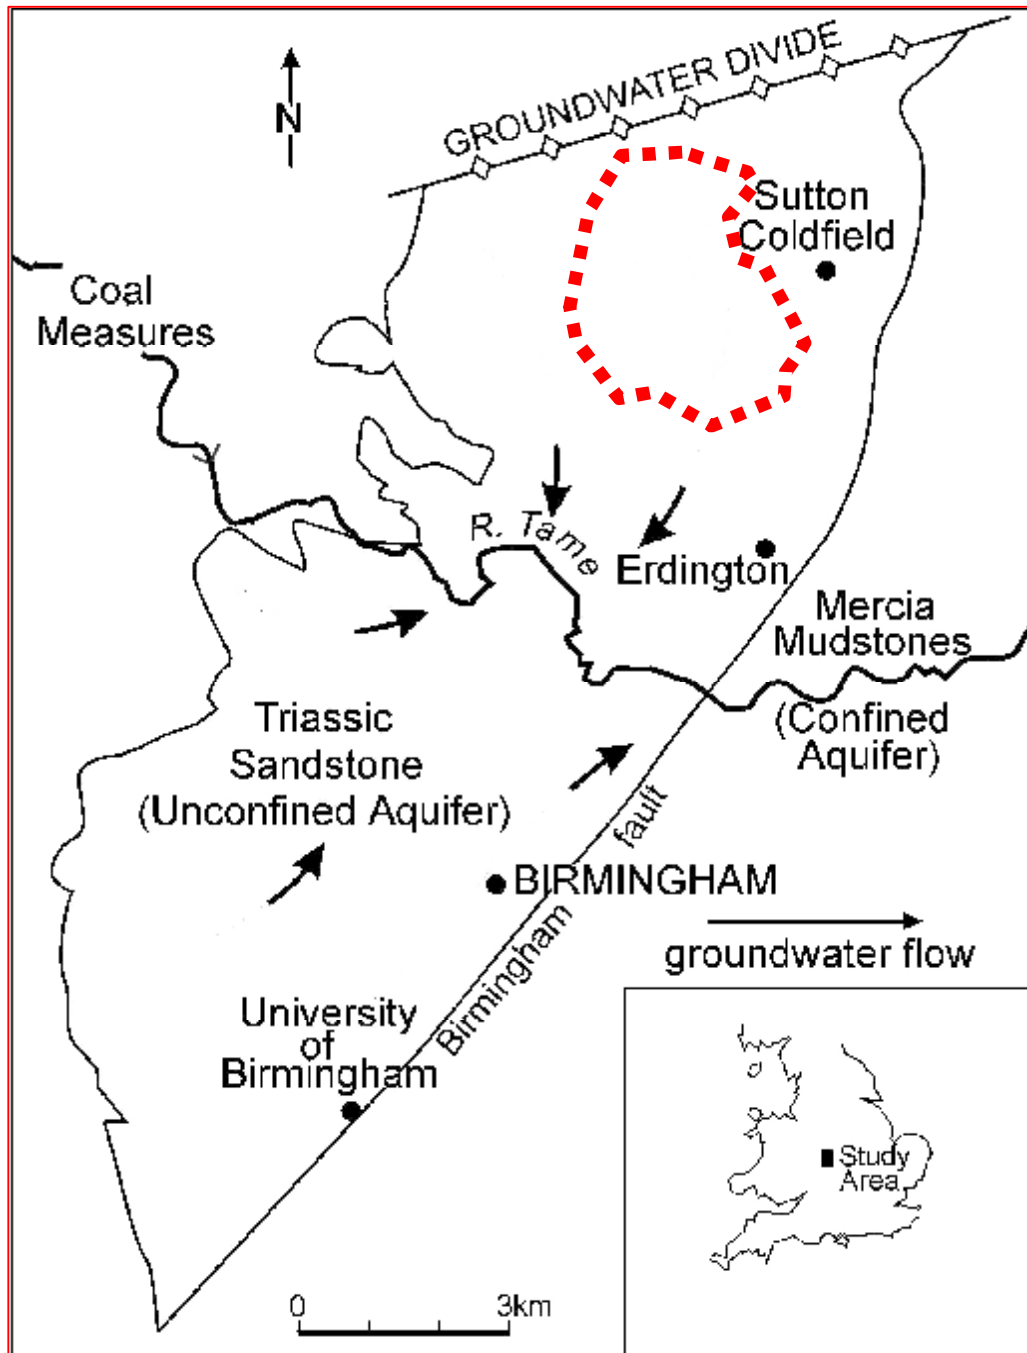 GROUNDWATER DIVIDE
N
Sutton
Coldfield
Coal
Measures
R. Tame
Erdington
Mercia
Mudstones
(Confined
Aquifer)
Triassic
Sandstone
(Unconfined Aquifer)
fault
BIRMINGHAM
Birmingham
groundwater flow
University
of
Birmingham
Study
Area
0 3km